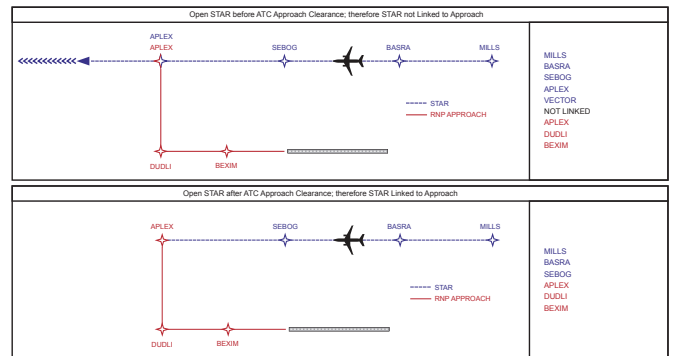 Open STAR before ATC Approach Clearance; therefore STAR not Linked to Approach
APLEX
APLEX
SEBOG
BASRA
MILLS
STAR
RNP APPROACH
DUDLI
BEXIM
MILLS
BASRA
SEBOG
APLEX
VECTOR
NOT LINKED
APLEX
DUDLI
BEXIM
Open STAR after ATC Approach Clearance; therefore STAR Linked to Approach
APLEX
SEBOG
BASRA
MILLS
STAR
RNP APPROACH
DUDLI
BEXIM
MILLS
BASRA
SEBOG
APLEX
DUDLI
BEXIM